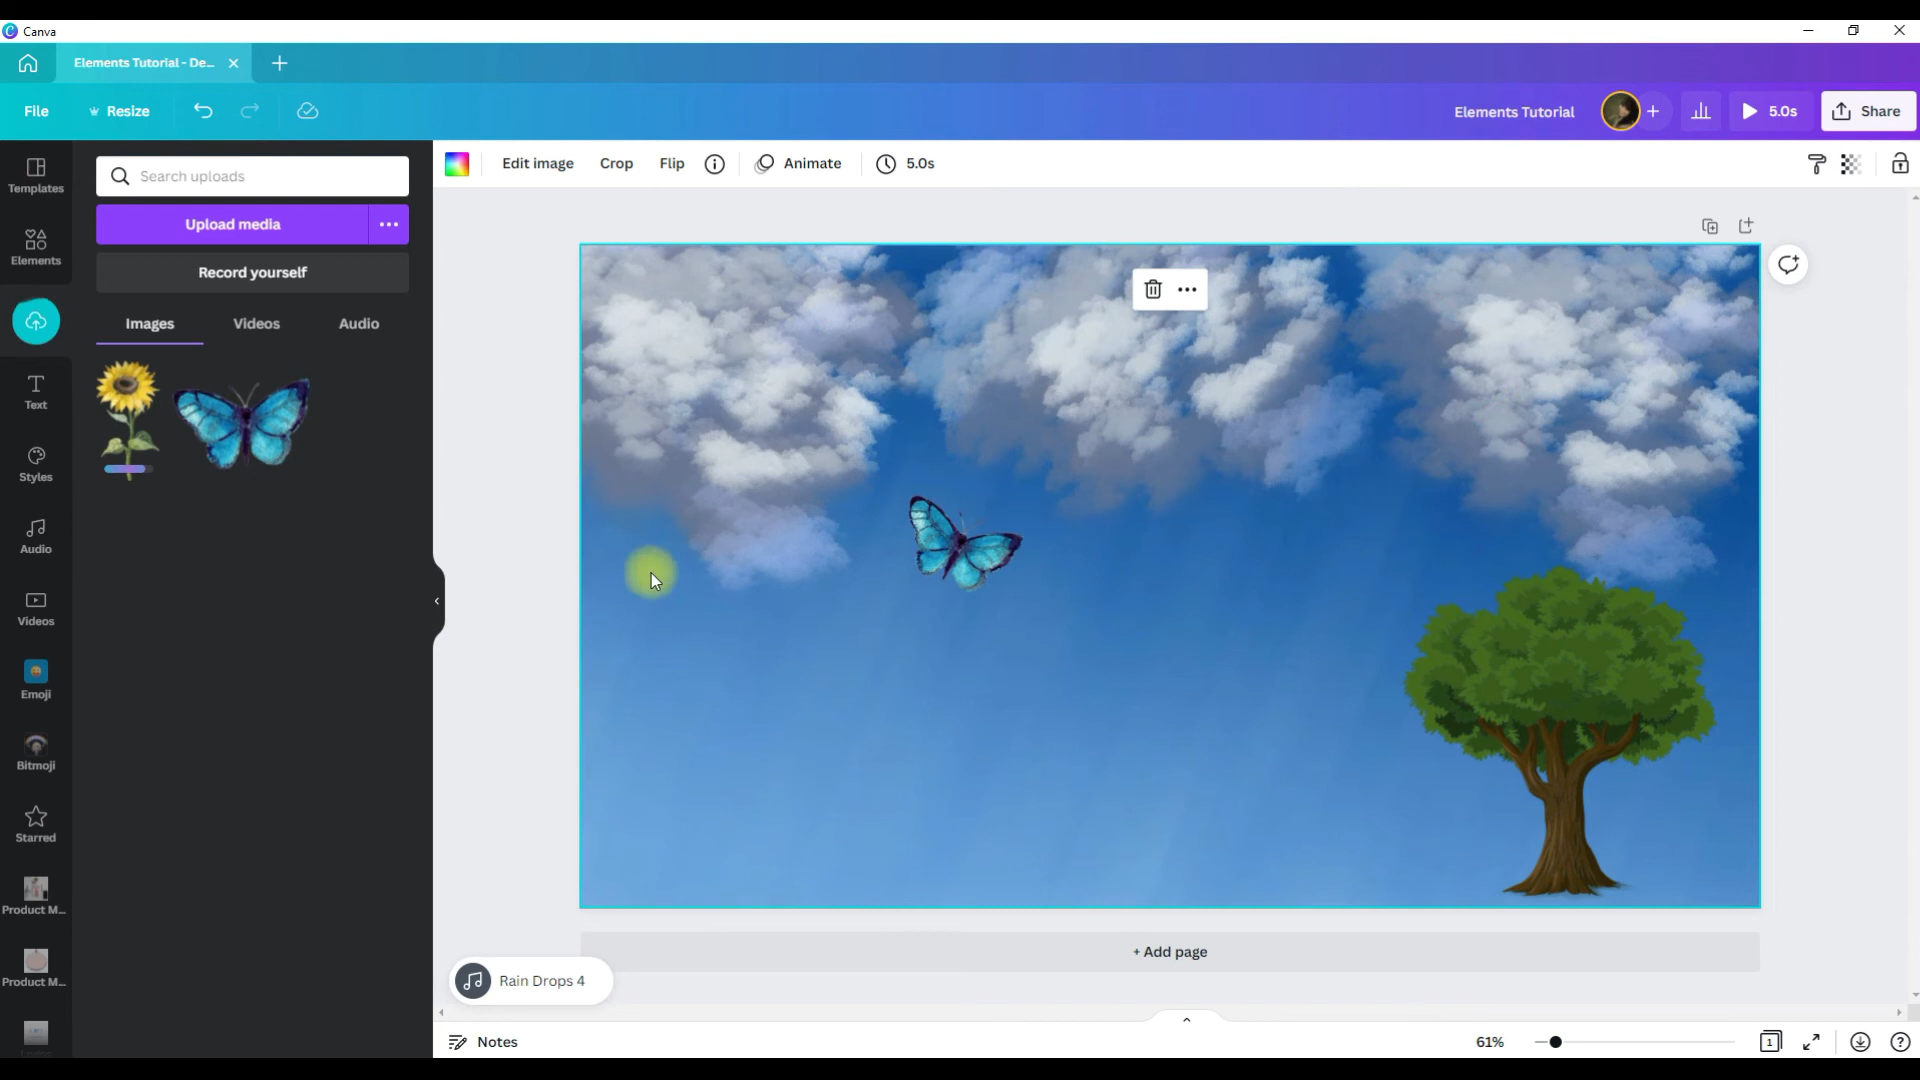 Canva
Elements Tutorial - De...
File
Resize
Elements Tutorial
5.0s
Share
Templates
Elements
Text
Styles
Audio
Videos
Emoji
Bitmoji
Starred
Product M...
Product M...
Search uploads
Upload media
Record yourself
Images
Videos
Audio
Edit image
Crop
Flip
Animate
5.0s
+ Add page
Rain Drops 4
Notes
61%
1